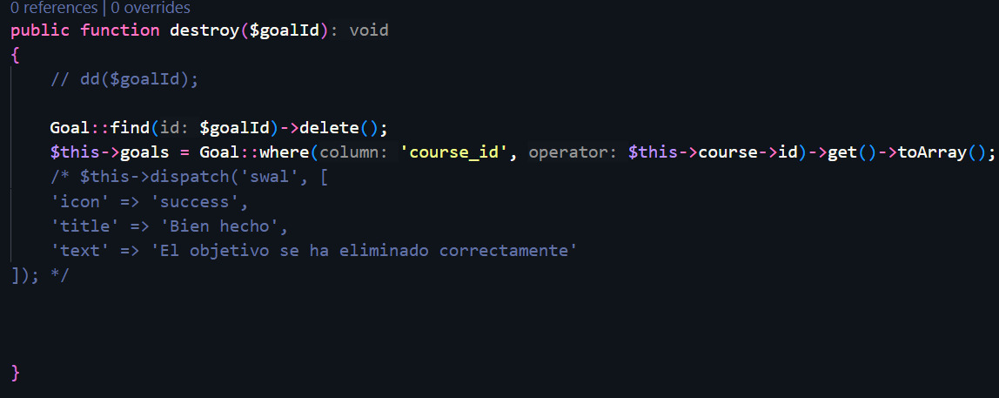 0 references | 0 overrides
public function destroy($goalId): void
{
// dd($goalId);
Goal::find(id: $goalId)->delete();
$this->goals = Goal::where(column: 'course_id', operator: $this->course->id)->get()->toArray();
/* $this->dispatch('swal', [
'icon' => 'success',
'title' => 'Bien hecho',
'text' => 'El objetivo se ha eliminado correctamente'
]); */
}